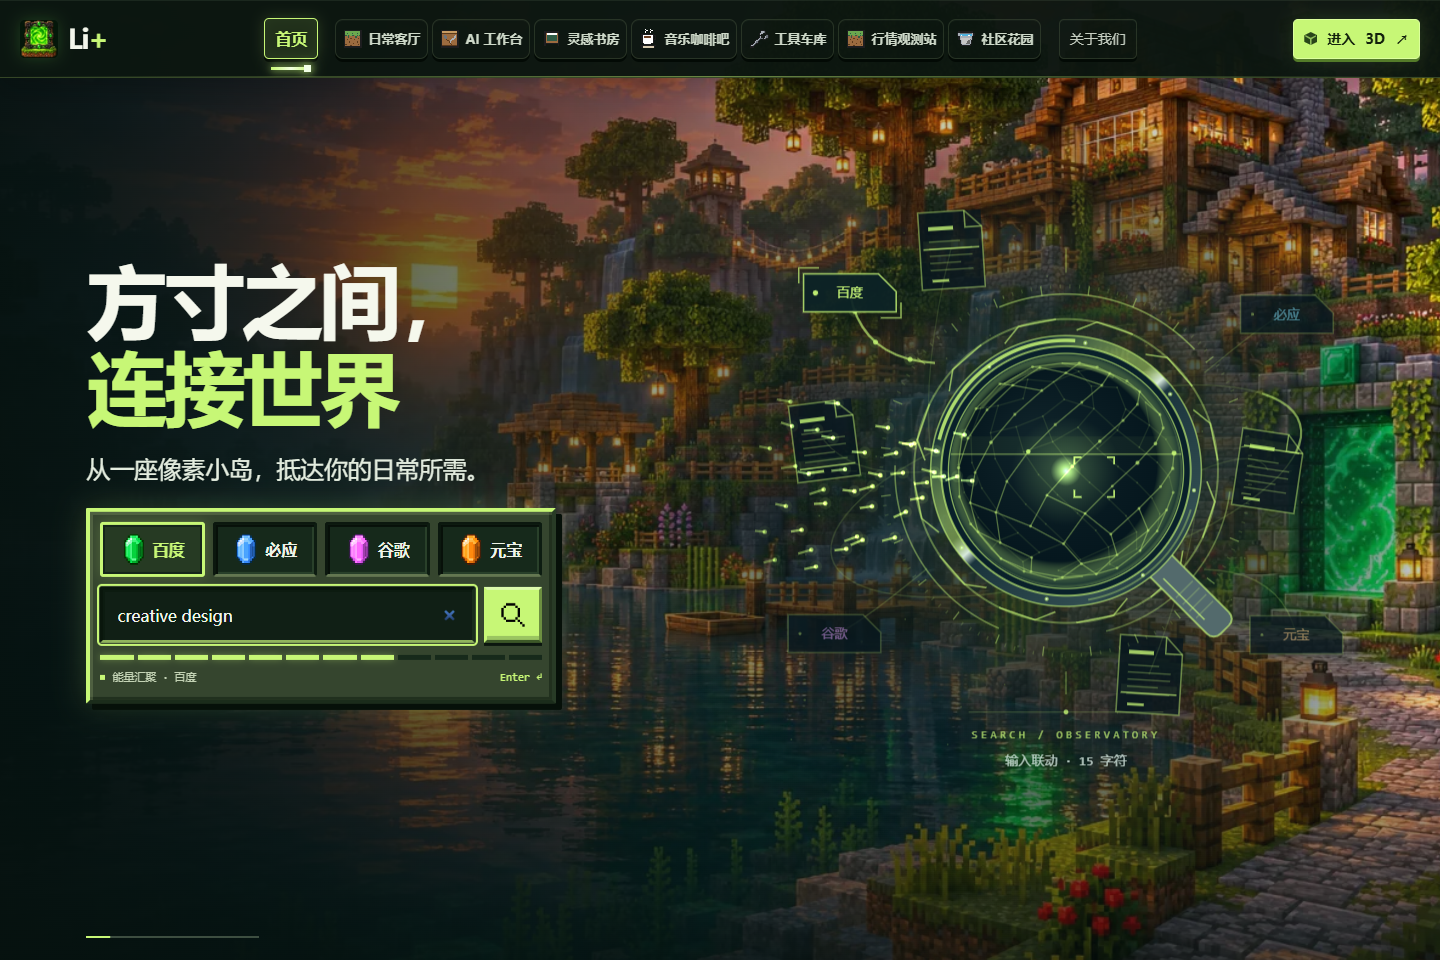 Li+
首页
日常客厅
AI 工作台
灵感书房
音乐咖啡吧
工具车库
行情观测站
社区花园
关于我们
进入 3D ↗
方寸之间，
连接世界
从一座像素小岛，抵达你的日常所需。
百度
必应
谷歌
元宝
creative design
×
能量汇聚 · 百度
Enter ↵
百度
必应
谷歌
元宝
SEARCH / OBSERVATORY
输入联动 · 15 字符